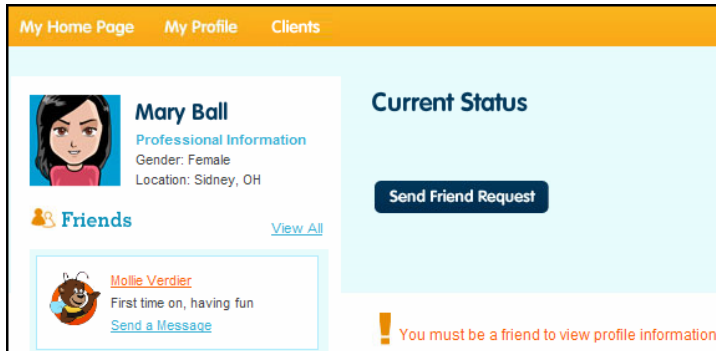 My Home Page My Profile Clients
Mary Ball
Professional Information
Gender: Female
Location: Sidney, OH
Friends
View All
Mollie Verdier
First time on, having fun
Send a Message
Current Status
Send Friend Request
You must be a friend to view profile information